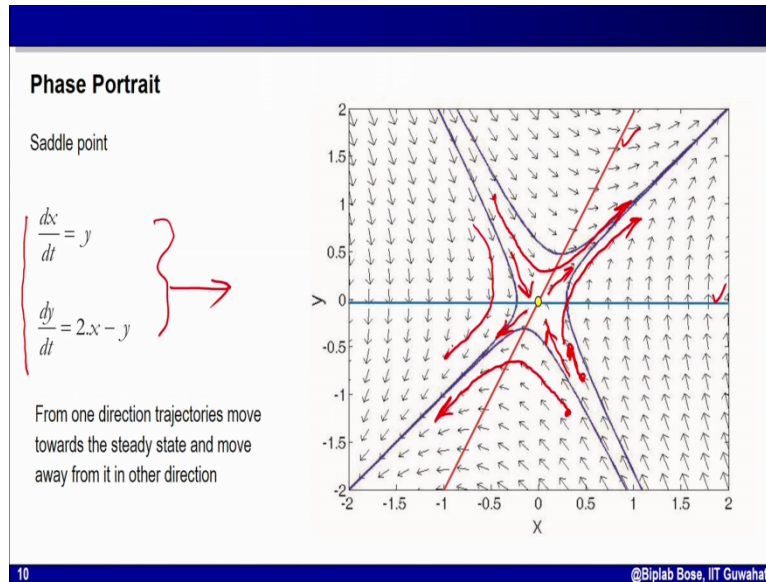 Phase Portrait
Saddle point
dx/dt = y
dy/dt = 2.x − y
From one direction trajectories move
towards the steady state and move
away from it in other direction
2
1.5
1
0.5
0
-0.5
-1
-1.5
-2
y
-2 -1.5 -1 -0.5 0 0.5 1 1.5 2
X
10
@Biplab Bose, IIT Guwahat